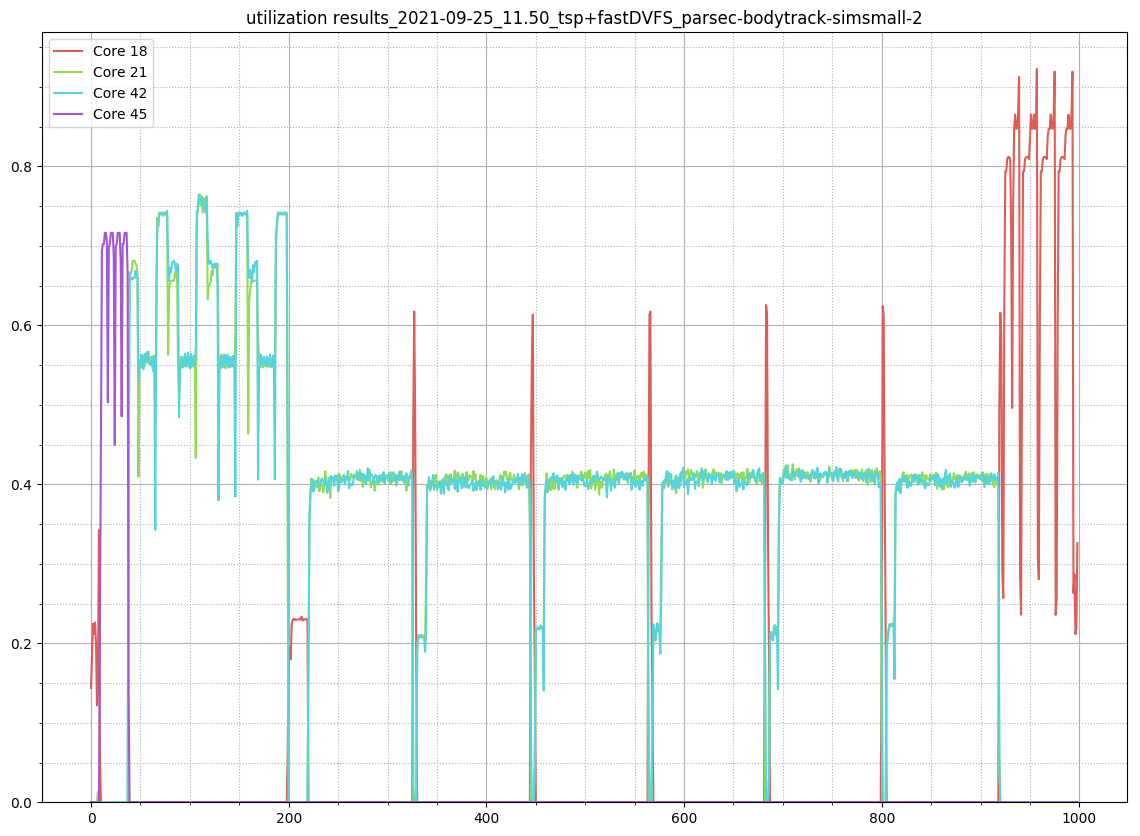 utilization results_2021-09-25_11.50_tsp+fastDVFS_parsec-bodytrack-simsmall-2
Core 18
Core 21
Core 42
Core 45
0.8
0.6
0.4
0.2
0.0
0 200 400 600 800 1000